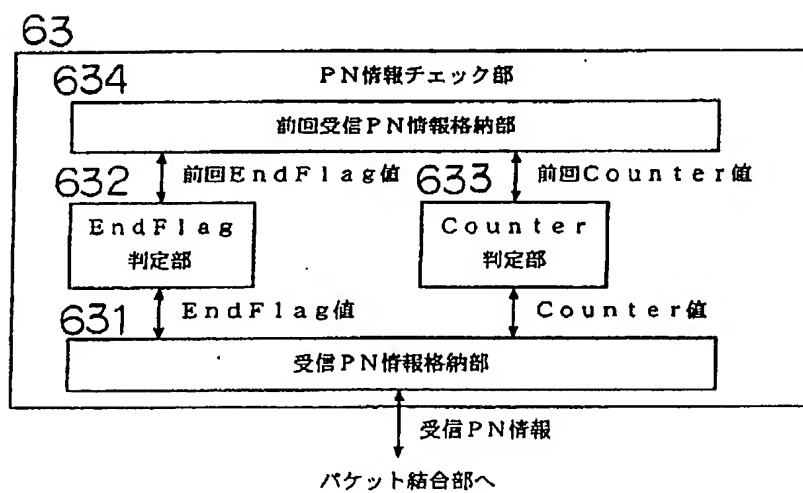 63
PN情報チェック部
634
前回受信PN情報格納部
前回EndFlag値
前回Counter値
632
633
EndFlag
判定部
Counter
判定部
EndFlag値
Counter値
631
受信PN情報格納部
受信PN情報
パケット結合部へ